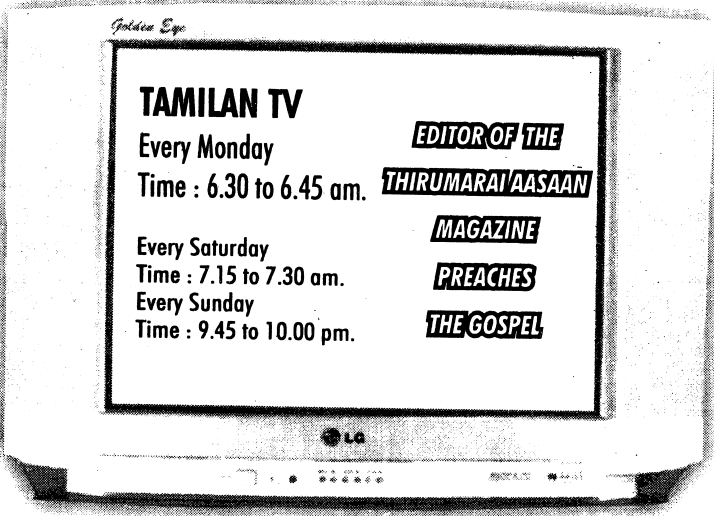 Golden Eye
TAMILAN TV
Every Monday
Time : 6.30 to 6.45 am.
Every Saturday
Time : 7.15 to 7.30 am.
Every Sunday
Time : 9.45 to 10.00 pm.
EDITOR OF THE
THIRUMARAI AASAAN
MAGAZINE
PREACHES
THE GOSPEL
LG